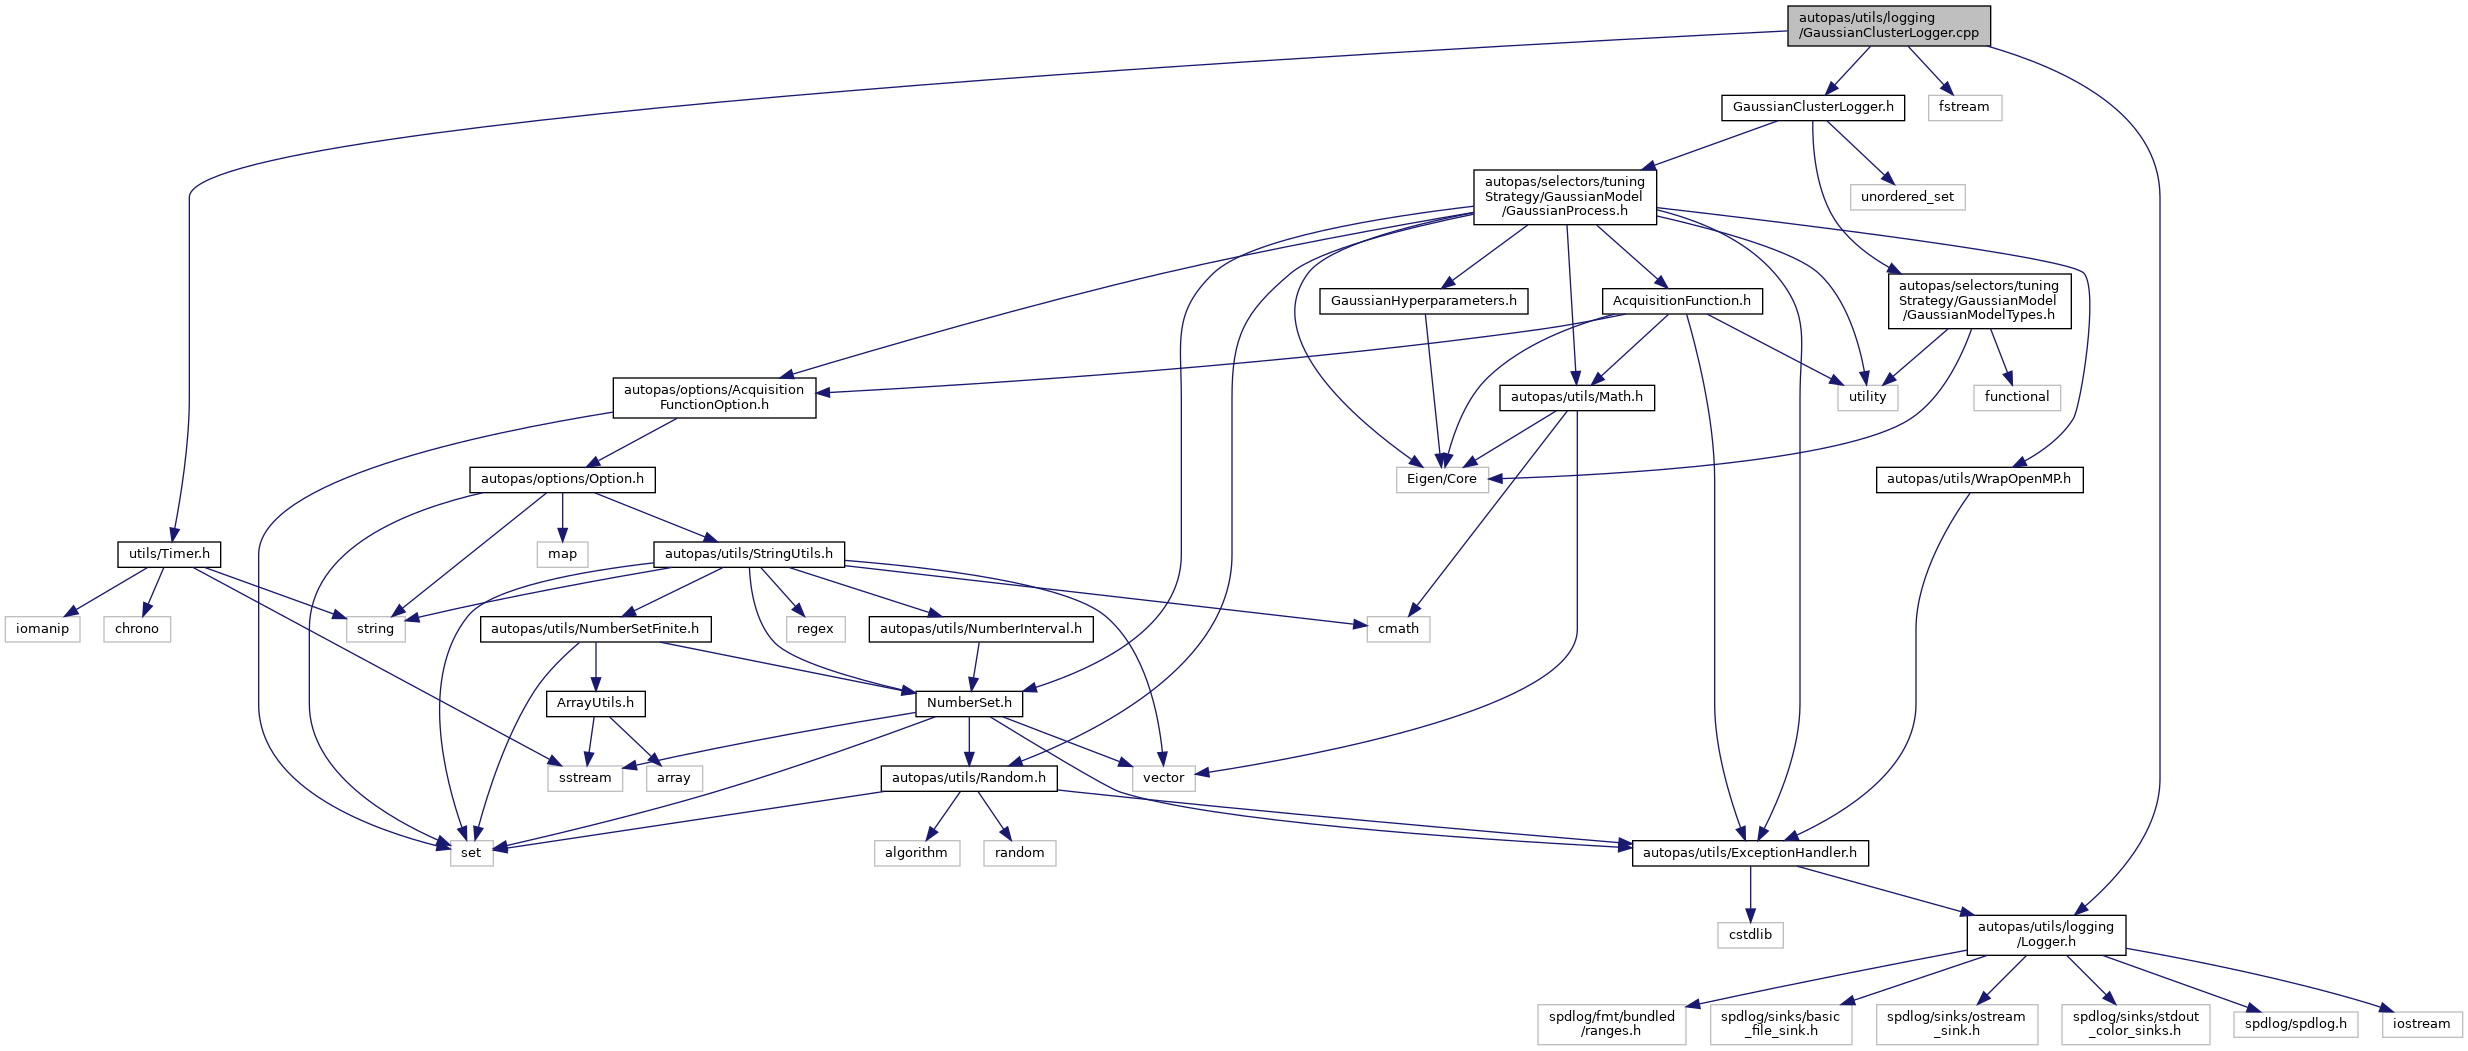 autopas/utils/logging
/GaussianClusterLogger.cpp
GaussianClusterLogger.h
fstream
autopas/selectors/tuning
Strategy/GaussianModel
/GaussianProcess.h
unordered_set
autopas/selectors/tuning
Strategy/GaussianModel
/GaussianModelTypes.h
GaussianHyperparameters.h
AcquisitionFunction.h
autopas/options/Acquisition
FunctionOption.h
autopas/utils/Math.h
utility
functional
autopas/options/Option.h
Eigen/Core
autopas/utils/WrapOpenMP.h
utils/Timer.h
map
autopas/utils/StringUtils.h
iomanip
chrono
string
autopas/utils/NumberSetFinite.h
regex
autopas/utils/NumberInterval.h
cmath
ArrayUtils.h
NumberSet.h
sstream
array
autopas/utils/Random.h
vector
set
algorithm
random
autopas/utils/ExceptionHandler.h
cstdlib
autopas/utils/logging
/Logger.h
spdlog/fmt/bundled
/ranges.h
spdlog/sinks/basic
_file_sink.h
spdlog/sinks/ostream
_sink.h
spdlog/sinks/stdout
_color_sinks.h
spdlog/spdlog.h
iostream